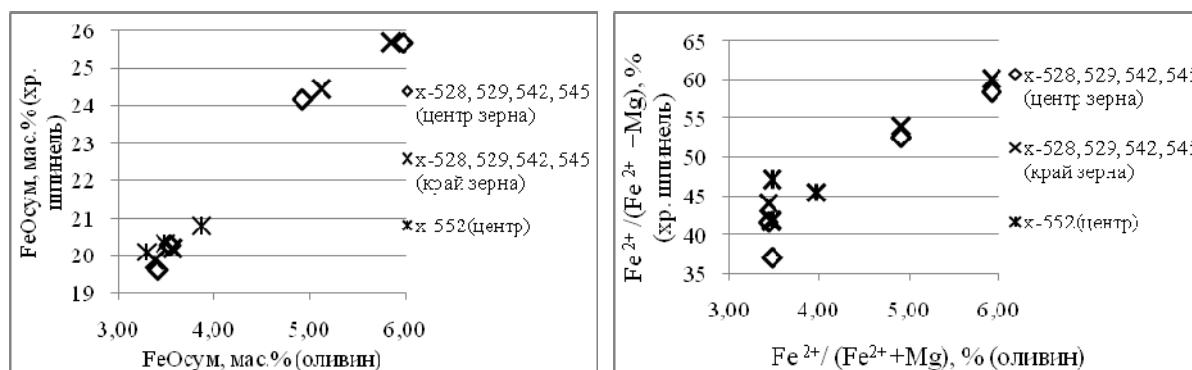 26
25
24
23
22
21
20
19
3,00 4,00 5,00 6,00
FeOсум, мас.% (хр.
шпинель)
FeOсум, мас.% (оливин)
х-528, 529, 542, 545
(центр зерна)
х-528, 529, 542, 545
(край зерна)
х-552(центр)
65
60
55
50
45
40
35
3,00 4,00 5,00 6,00
Fe 2+/(Fe2+ −Mg), %
(хр. шпинель)
Fe 2+/ (Fe2++Mg), % (оливин)
х-528, 529, 542, 545
(центр зерна)
х-528, 529, 542, 545
(край зерна)
х-552(центр)